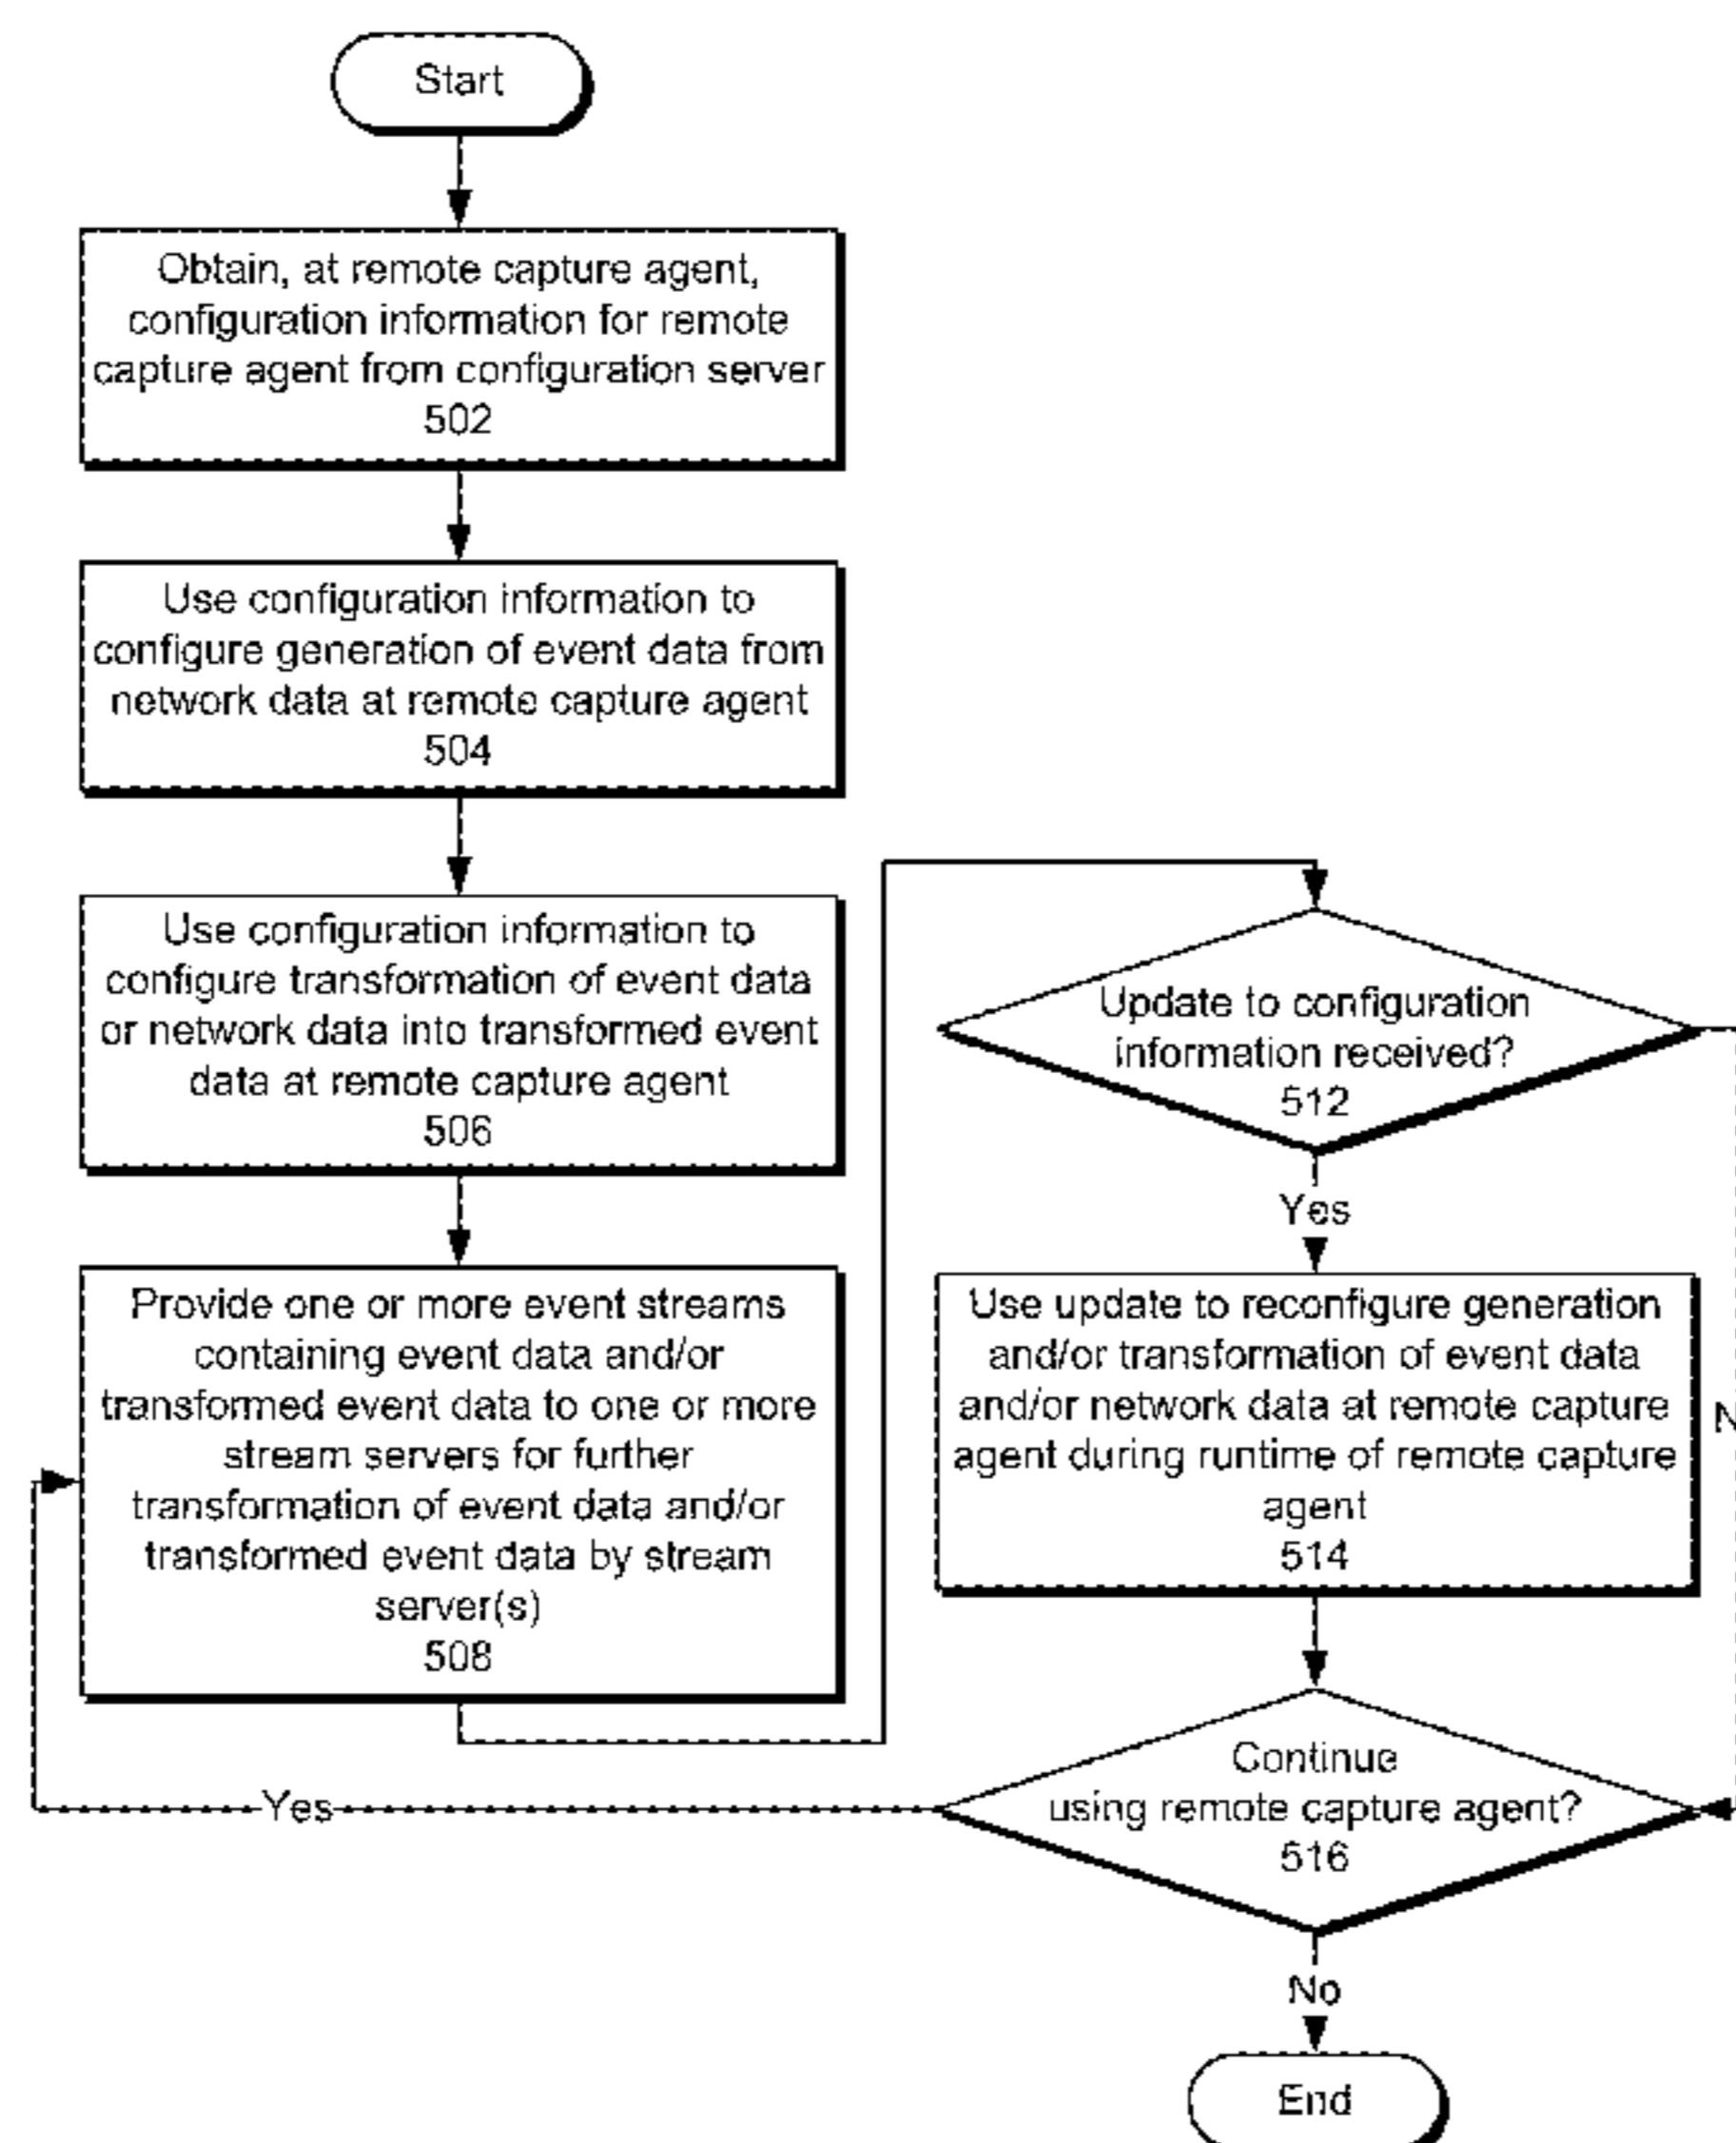 Start
Obtain, at remote capture agent,
configuration information for remote
capture agent from configuration server
502
Use configuration information to
configure generation of event data from
network data at remote capture agent
504
Use configuration information to
configure transformation of event data
or network data into transformed event
data at remote capture agent
506
Provide one or more event streams
containing event data and/or
transformed event data to one or more
stream servers for further
transformation of event data and/or
transformed event data by stream
server(s)
508
Update to configuration
information received?
512
Yes
Use update to reconfigure generation
and/or transformation of event data
and/or network data at remote capture
agent during runtime of remote capture
agent
514
Continue
using remote capture agent?
516
Yes
No
End